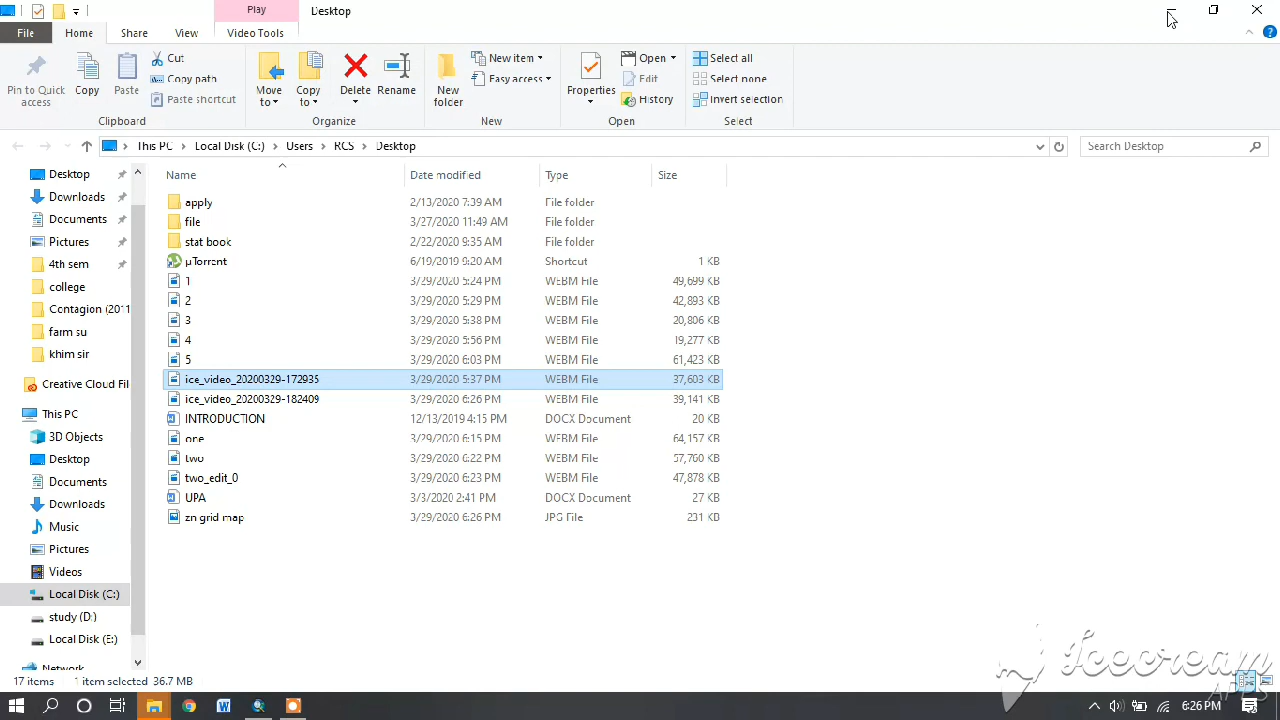 Play
Desktop
File
Home
Share
View
Video Tools
Pin to Quick access
Copy
Paste
Cut
Copy path
Paste shortcut
Clipboard
Move to
Copy to
Delete
Rename
Organize
New folder
New item
Easy access
New
Properties
Open
Edit
History
Open
Select all
Select none
Invert selection
Select
This PC
Local Disk (C:)
Users
RCS
Desktop
Search Desktop
Desktop
Downloads
Documents
Pictures
4th sem
college
Contagion (2011
farm su
khim sir
Creative Cloud Fil
This PC
3D Objects
Desktop
Documents
Downloads
Music
Pictures
Videos
Local Disk (C:)
study (D:)
Local Disk (E:)
Network
Name Date modified Type Size
apply 2/13/2020 7:39 AM File folder
file 3/27/2020 11:49 AM File folder
stat book 2/22/2020 9:35 AM File folder
µTorrent 6/19/2019 9:20 AM Shortcut 1 KB
1 3/29/2020 5:24 PM WEBM File 49,699 KB
2 3/29/2020 5:29 PM WEBM File 42,893 KB
3 3/29/2020 5:38 PM WEBM File 20,806 KB
4 3/29/2020 5:56 PM WEBM File 19,277 KB
5 3/29/2020 6:03 PM WEBM File 61,423 KB
ice_video_20200329-172935 3/29/2020 5:37 PM WEBM File 37,603 KB
ice_video_20200329-182409 3/29/2020 6:26 PM WEBM File 39,141 KB
INTRODUCTION 12/13/2019 4:15 PM DOCX Document 20 KB
one 3/29/2020 6:15 PM WEBM File 64,157 KB
two 3/29/2020 6:22 PM WEBM File 57,760 KB
two_edit_0 3/29/2020 6:23 PM WEBM File 47,878 KB
UPA 3/3/2020 2:41 PM DOCX Document 27 KB
zn grid map 3/29/2020 6:26 PM JPG File 231 KB
17 items
1 item selected 36.7 MB
Icecream
APPS
6:26 PM